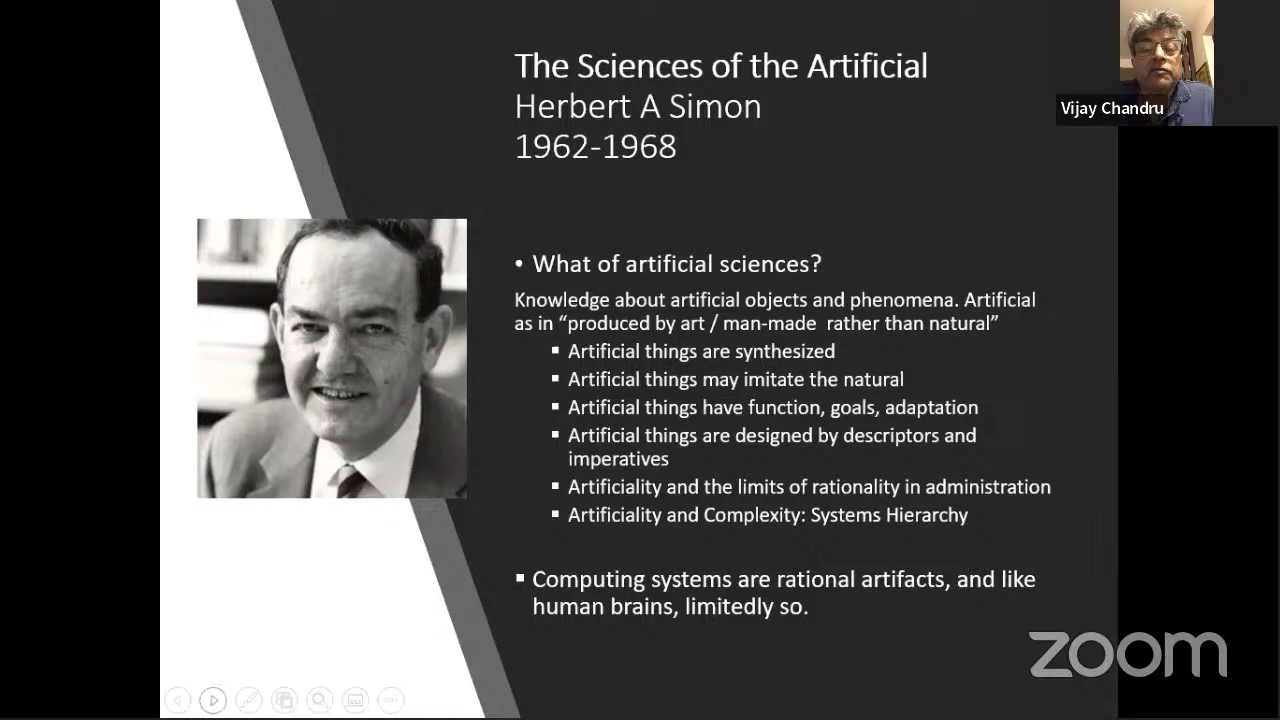 The Sciences of the Artificial
Herbert A Simon
1962-1968
Vijay Chandru
• What of artificial sciences?
Knowledge about artificial objects and phenomena. Artificial
as in “produced by art / man-made rather than natural”
▪ Artificial things are synthesized
▪ Artificial things may imitate the natural
▪ Artificial things have function, goals, adaptation
▪ Artificial things are designed by descriptors and
imperatives
▪ Artificiality and the limits of rationality in administration
▪ Artificiality and Complexity: Systems Hierarchy
▪ Computing systems are rational artifacts, and like
human brains, limitedly so.
zoom